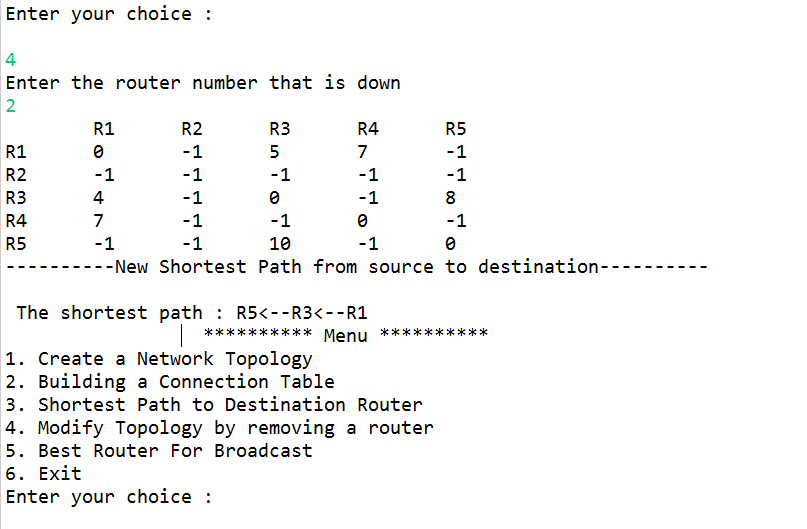 Enter your choice :
4
Enter the router number that is down
2
R1 R2 R3 R4 R5
R1 0 -1 5 7 -1
R2 -1 -1 -1 -1 -1
R3 4 -1 0 -1 8
R4 7 -1 -1 0 -1
R5 -1 -1 10 -1 0
----------New Shortest Path from source to destination----------
The shortest path : R5<--R3<--R1
********** Menu **********
1. Create a Network Topology
2. Building a Connection Table
3. Shortest Path to Destination Router
4. Modify Topology by removing a router
5. Best Router For Broadcast
6. Exit
Enter your choice :